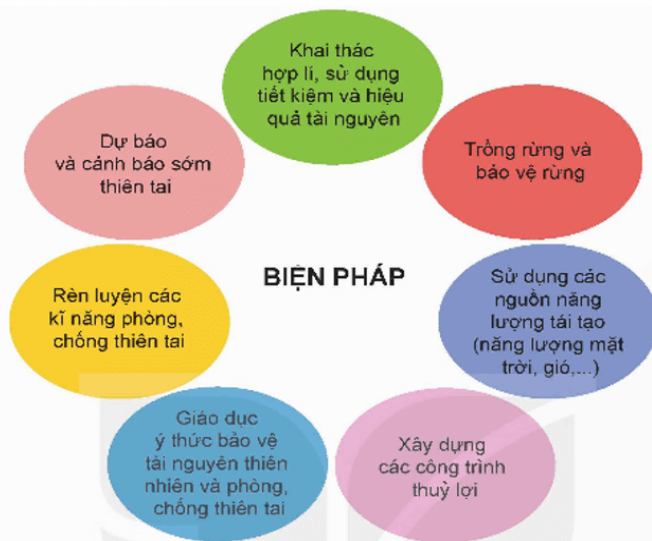 Khai thác
hợp lí, sử dụng
tiết kiệm và hiệu
quả tài nguyên
Dự báo
và cảnh báo sớm
thiên tai
Trồng rừng và
bảo vệ rừng
BIỆN PHÁP
Rèn luyện các
kĩ năng phòng,
chống thiên tai
Sử dụng các
nguồn năng
lượng tái tạo
(năng lượng mặt
trời, gió,...)
Giáo dục
ý thức bảo vệ
tài nguyên thiên
nhiên và phòng,
chống thiên tai
Xây dựng
các công trình
thuỷ lợi